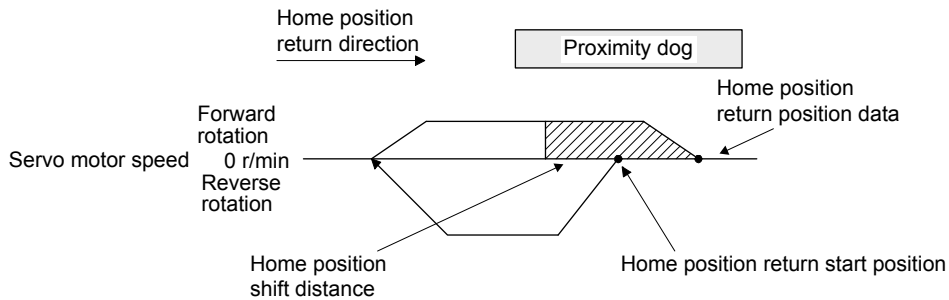 Home position
return direction
Proximity dog
Home position
return position data
Forward
rotation
Servo motor speed
0 r/min
Reverse
rotation
Home position
shift distance
Home position return start position